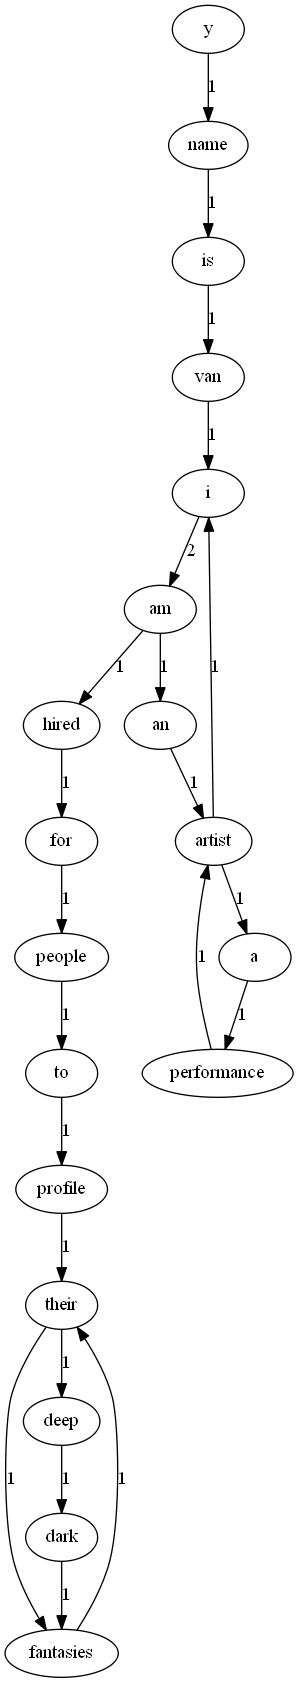 y
1
name
1
is
1
van
1
i
2
am
1
1
1
hired
an
1
1
for
artist
1
1
people
a
1
1
1
to
performance
1
profile
1
their
1
deep
1
1
1
dark
1
fantasies